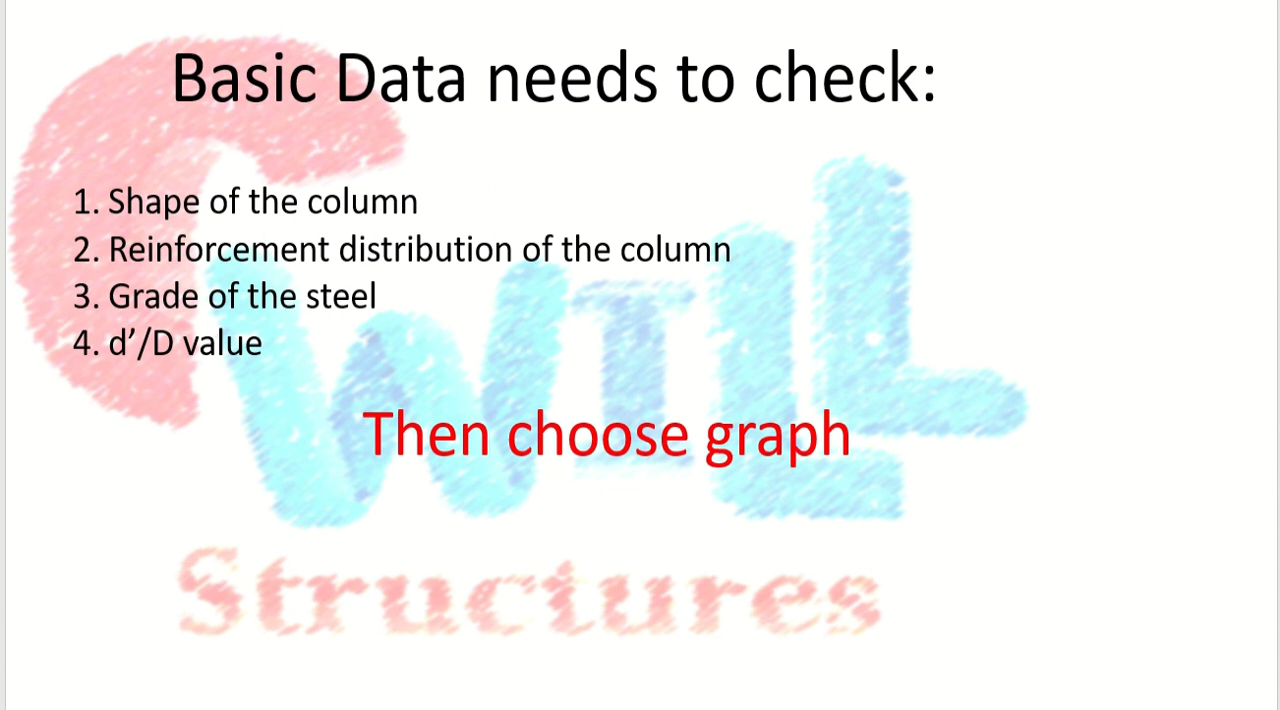 Basic Data needs to check:
1. Shape of the column
2. Reinforcement distribution of the column
3. Grade of the steel
4. d’/D value
Then choose graph
CWTLL
Structures